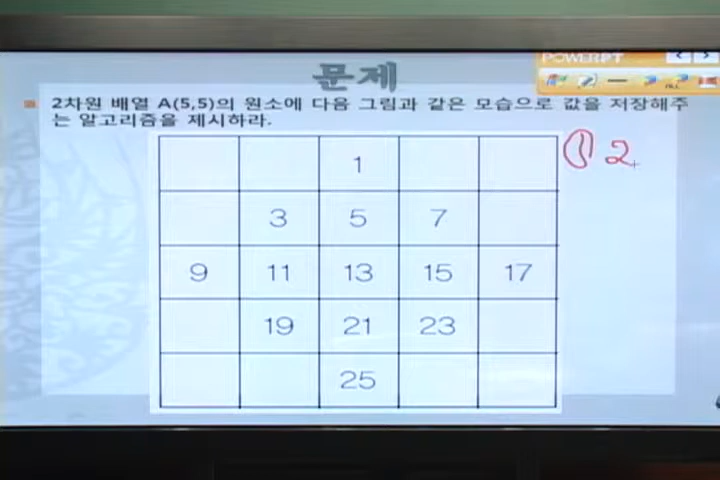 POWERPT
문제
2차원 배열 A(5,5)의 원소에 다음 그림과 같은 모습으로 값을 저장해주
는 알고리즘을 제시하라.
① 2
1
3 5 7
9 11 13 15 17
19 21 23
25